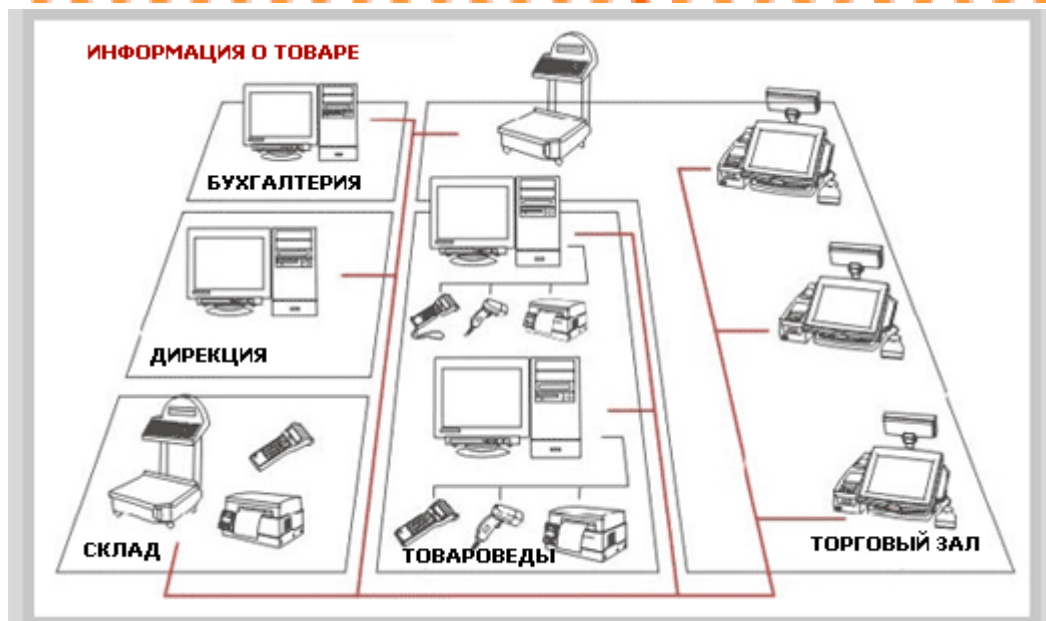 ИНФОРМАЦИЯ О ТОВАРЕ
БУХГАЛТЕРИЯ
ДИРЕКЦИЯ
СКЛАД
ТОВАРОВЕДЫ
ТОРГОВЫЙ ЗАЛ